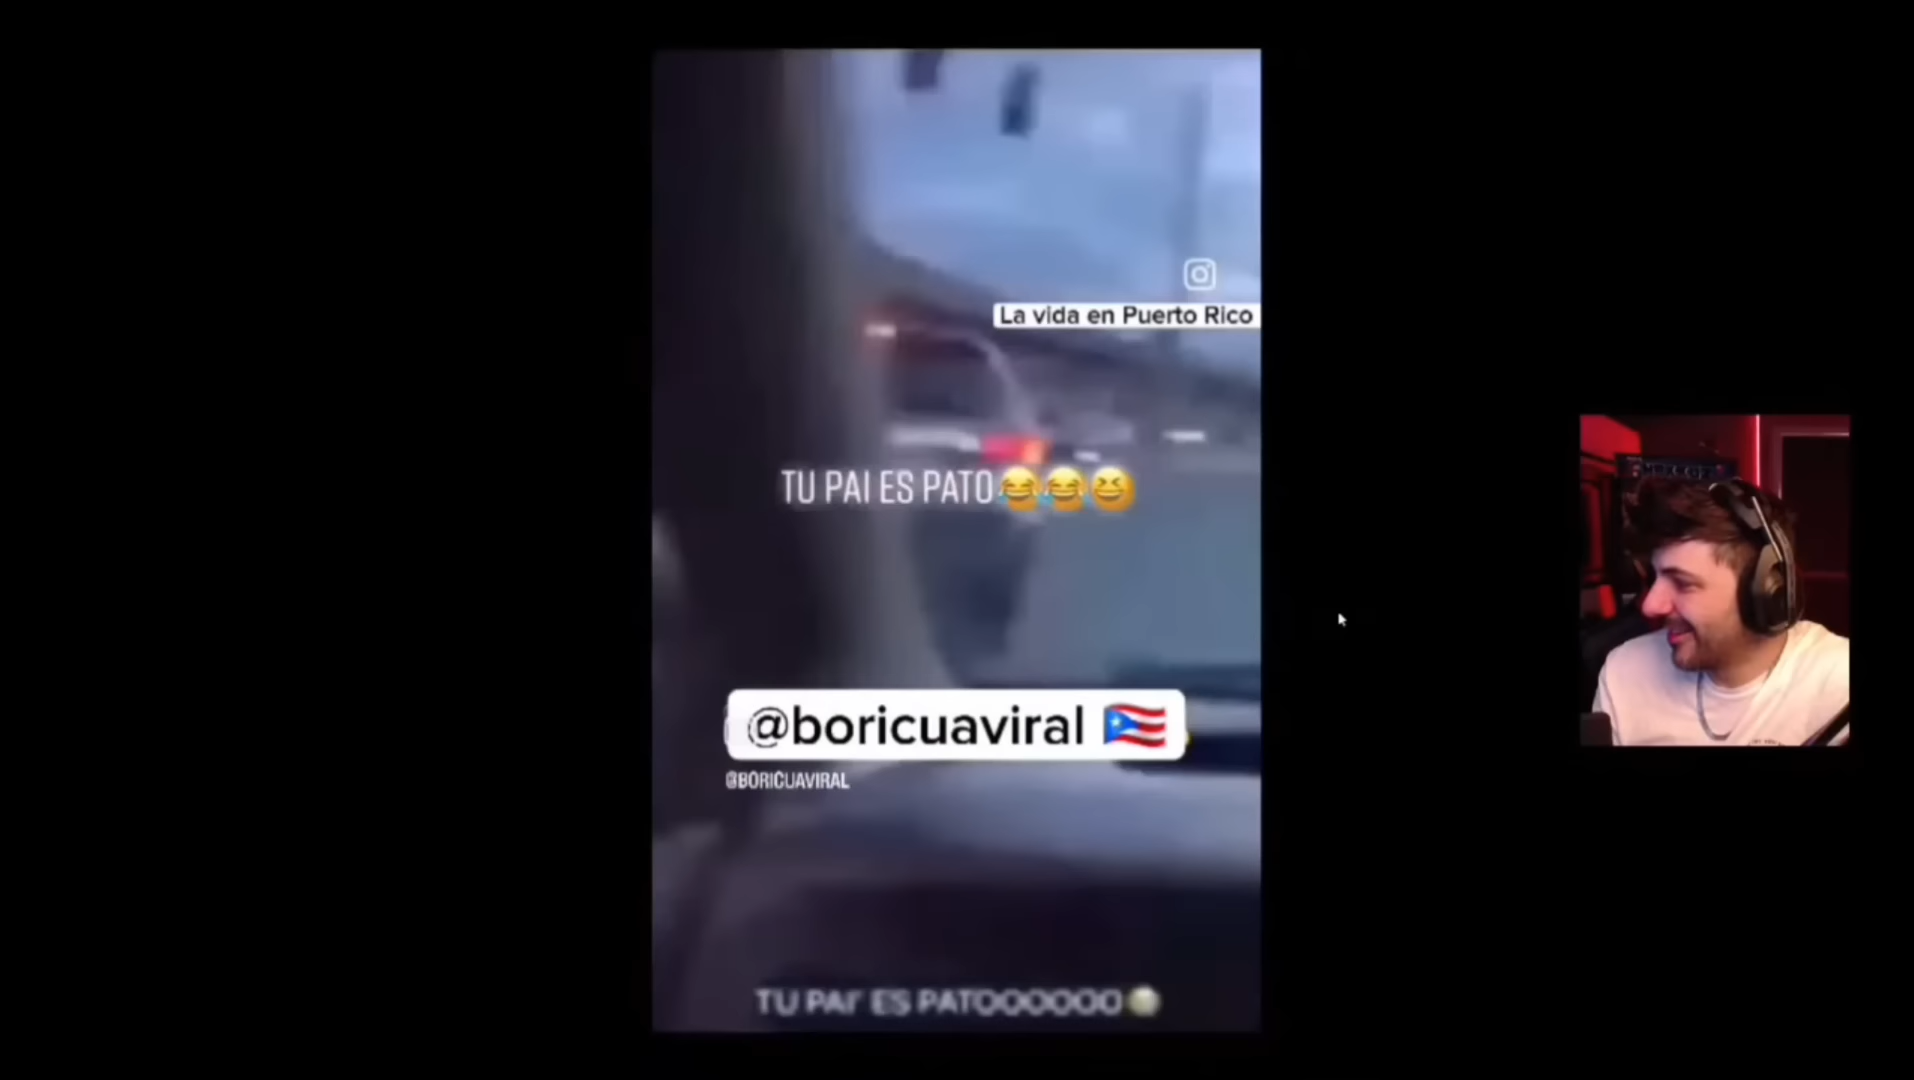 La vida en Puerto Rico
TU PAI ES PATO😂😂😆
@boricuaviral 🇵🇷
@BORICUAVIRAL
TU PAI' ES PATOOOOOOO